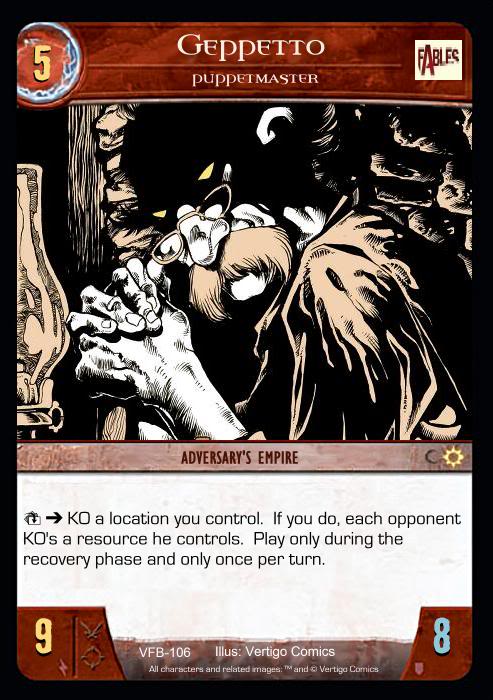 5
Geppetto
FABLES
PUPPETMASTER
ADVERSARY'S EMPIRE
➔ KO a location you control. If you do, each opponent
KO's a resource he controls. Play only during the
recovery phase and only once per turn.
9
8
VFB-106 Illus: Vertigo Comics
All characters and related images: ™ and © Vertigo Comics